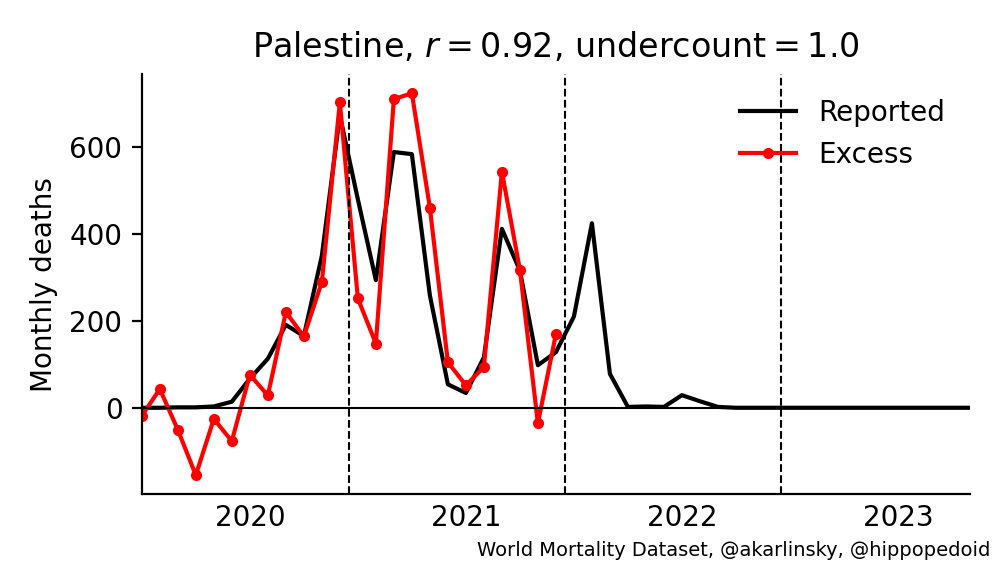 Palestine, r = 0.92, undercount = 1.0
Monthly deaths
600
400
200
0
Reported
Excess
2020 2021 2022 2023
World Mortality Dataset, @akarlinsky, @hippopedoid